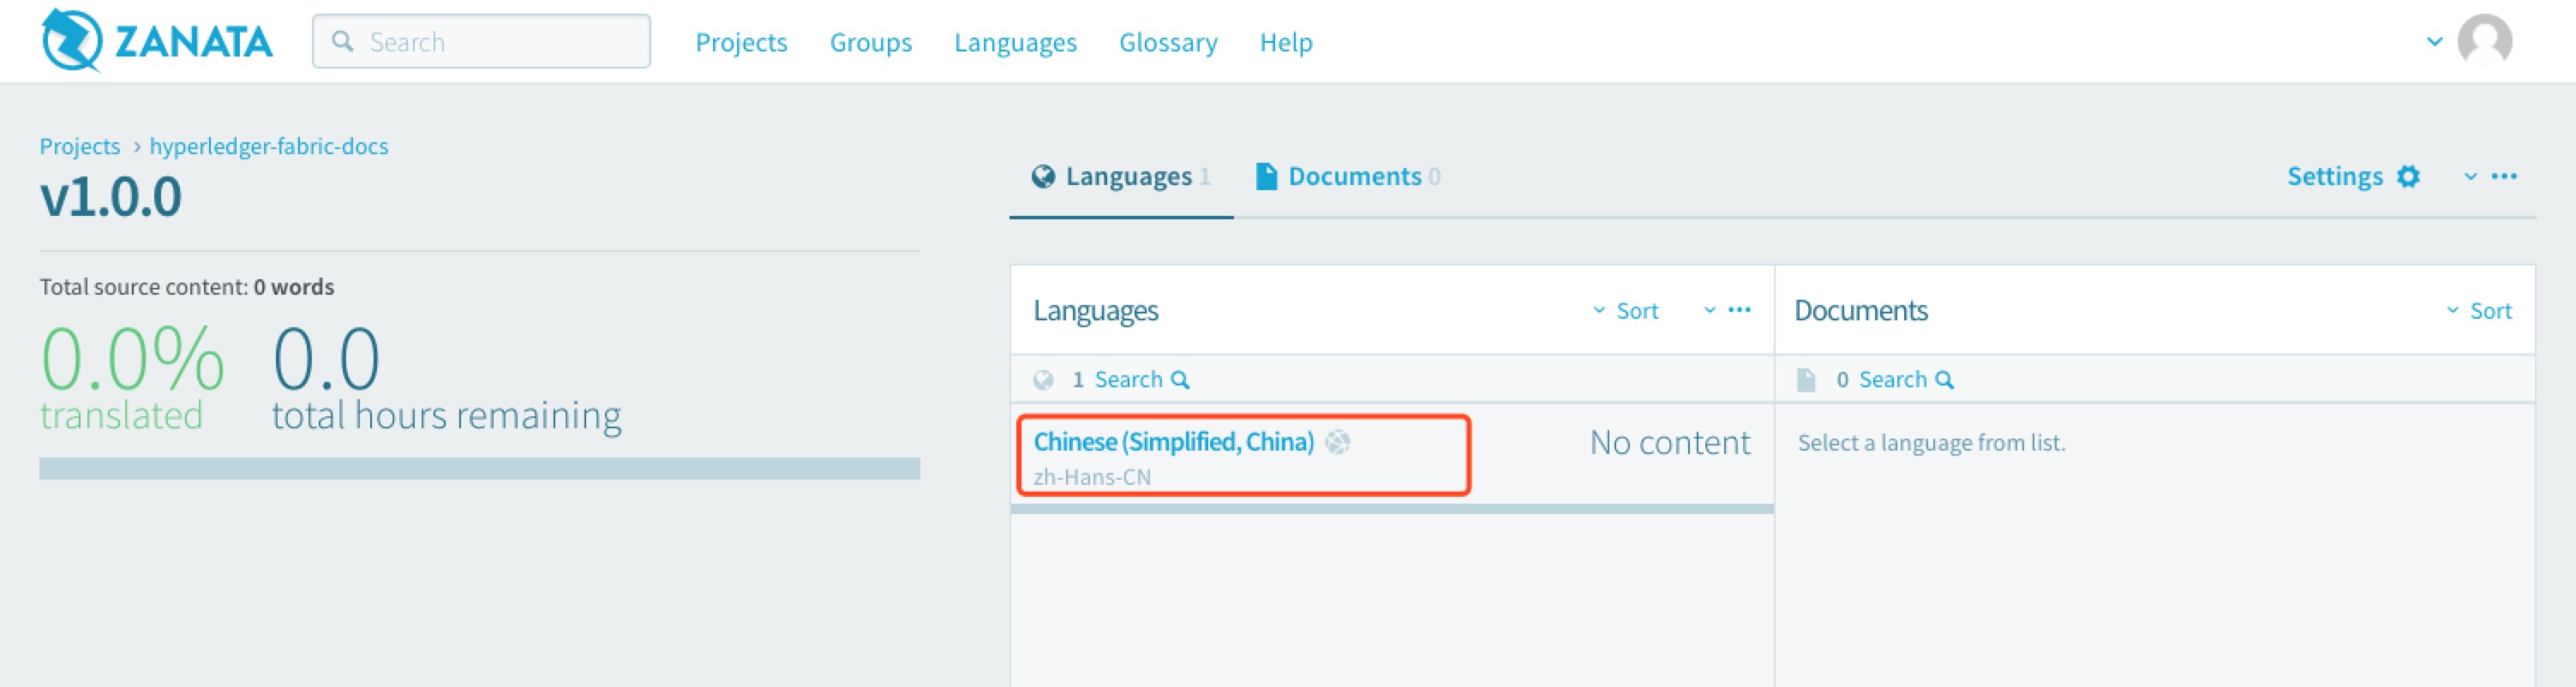 ZANATA
Search
Projects
Groups
Languages
Glossary
Help
Projects › hyperledger-fabric-docs
v1.0.0
Total source content: 0 words
0.0%
translated
0.0
total hours remaining
Languages 1
Documents 0
Settings
Languages
Sort
1 Search
Chinese (Simplified, China)
zh-Hans-CN
No content
Documents
Sort
0 Search
Select a language from list.